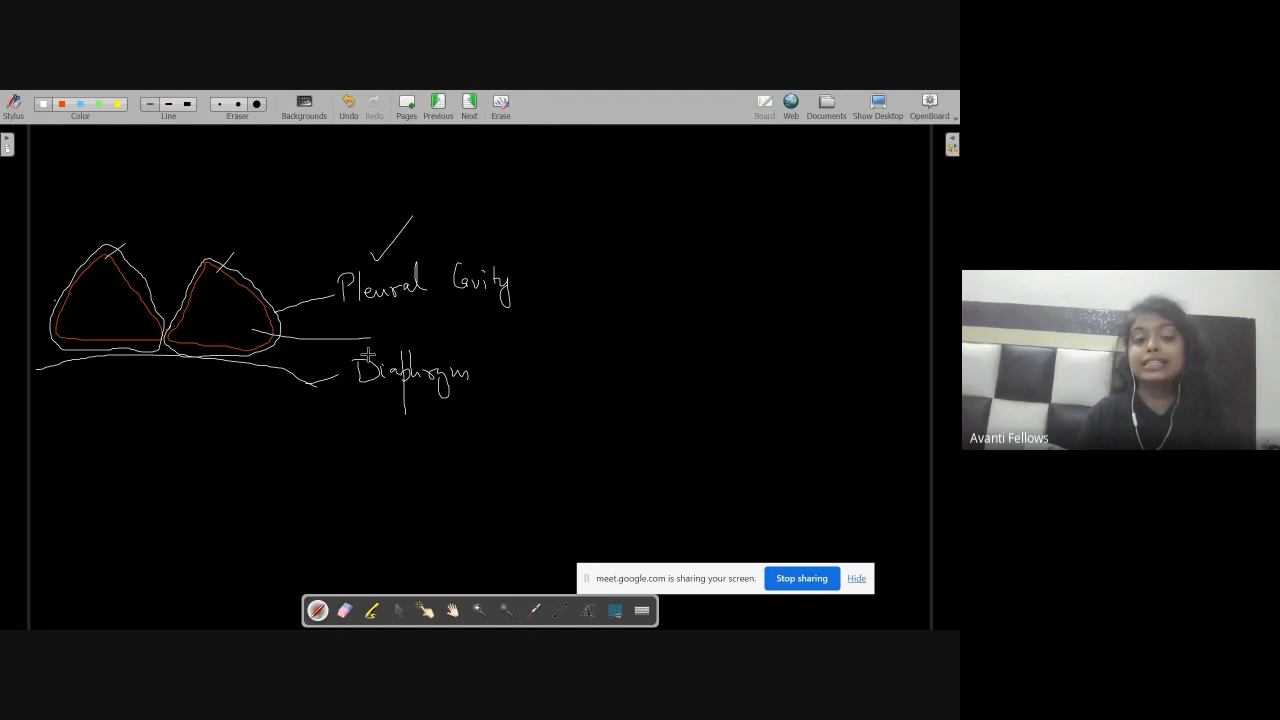 Stylus
Color
Line
Eraser
Backgrounds
Undo
Redo
Pages
Previous
Next
Erase
Board
Web
Documents
Show Desktop
OpenBoard
Pleural Cavity
Diaphrgm
Avanti Fellows
meet.google.com is sharing your screen.
Stop sharing
Hide